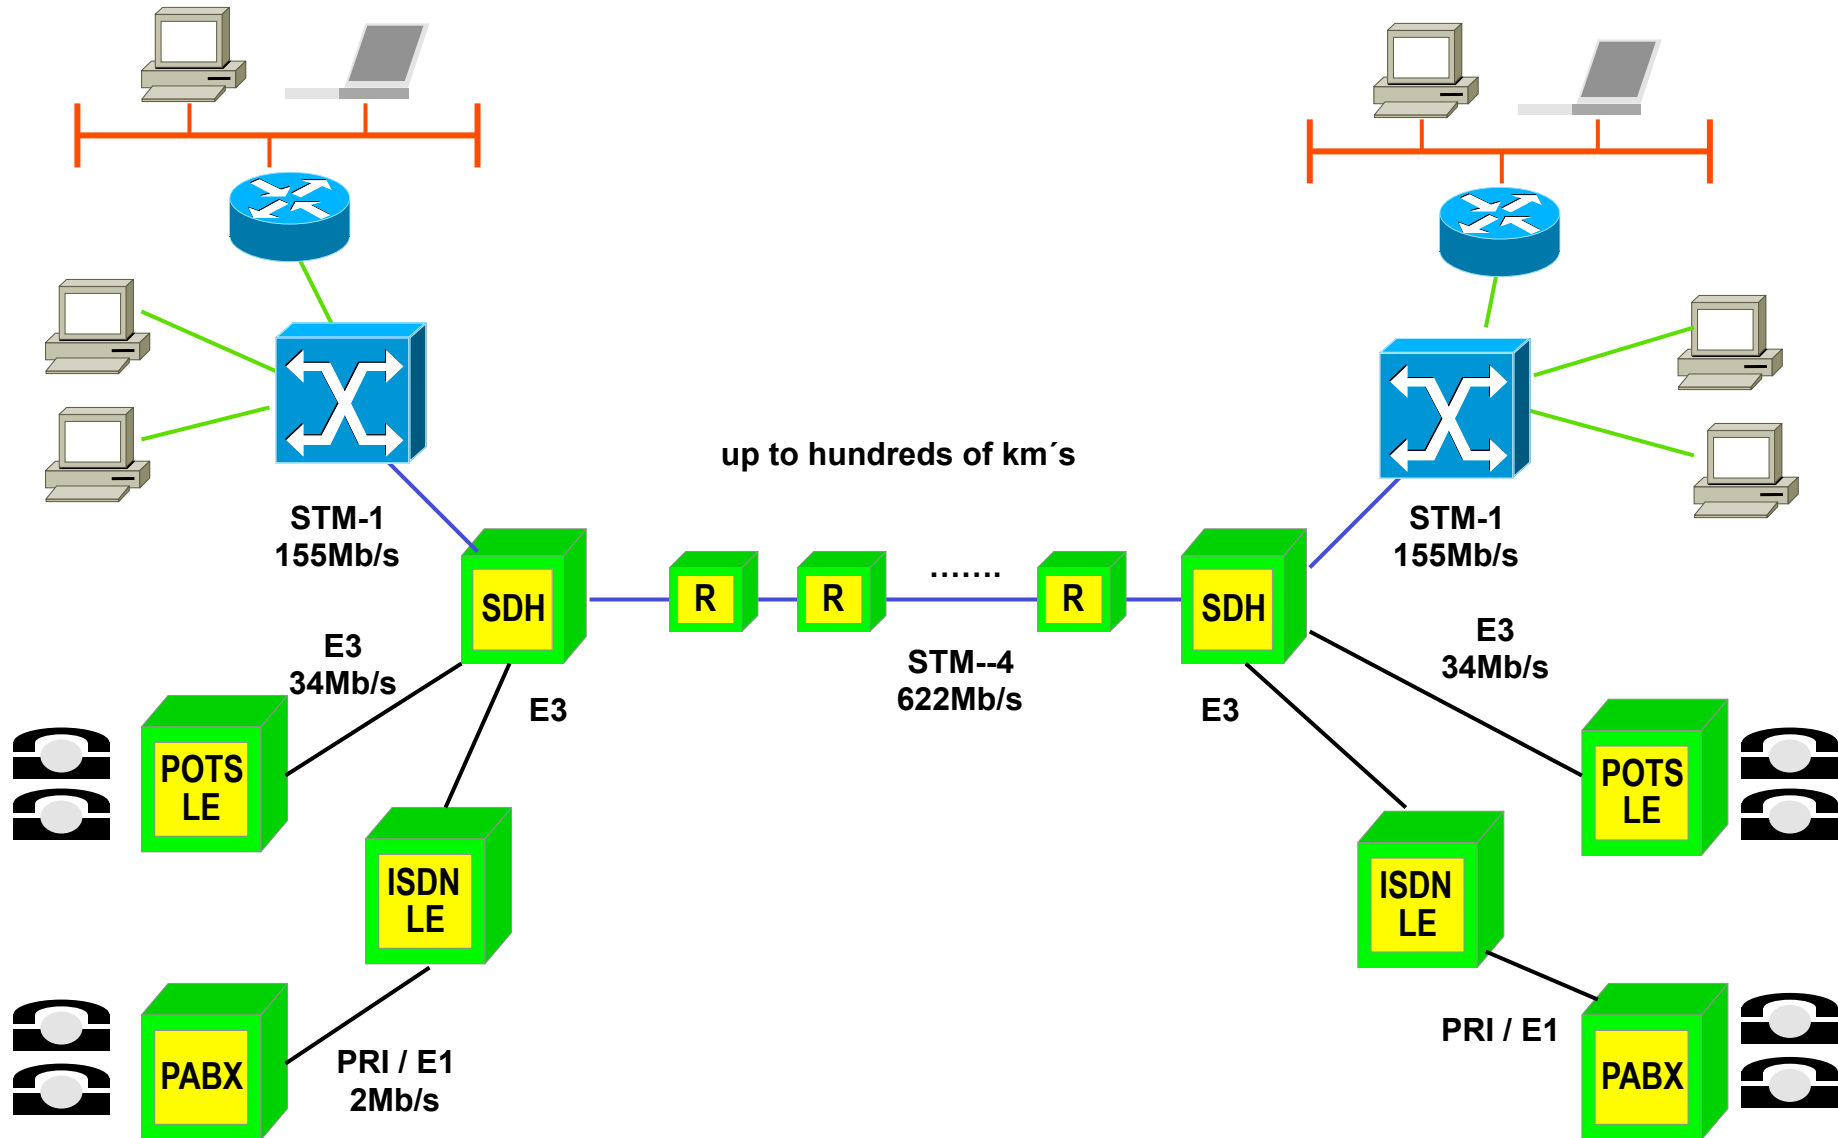 up to hundreds of km´s
STM-1
155Mb/s
STM-1
155Mb/s
SDH
R
R
.......
R
SDH
E3
34Mb/s
E3
STM--4
622Mb/s
E3
E3
34Mb/s
POTS
LE
POTS
LE
ISDN
LE
ISDN
LE
PABX
PRI / E1
2Mb/s
PRI / E1
PABX